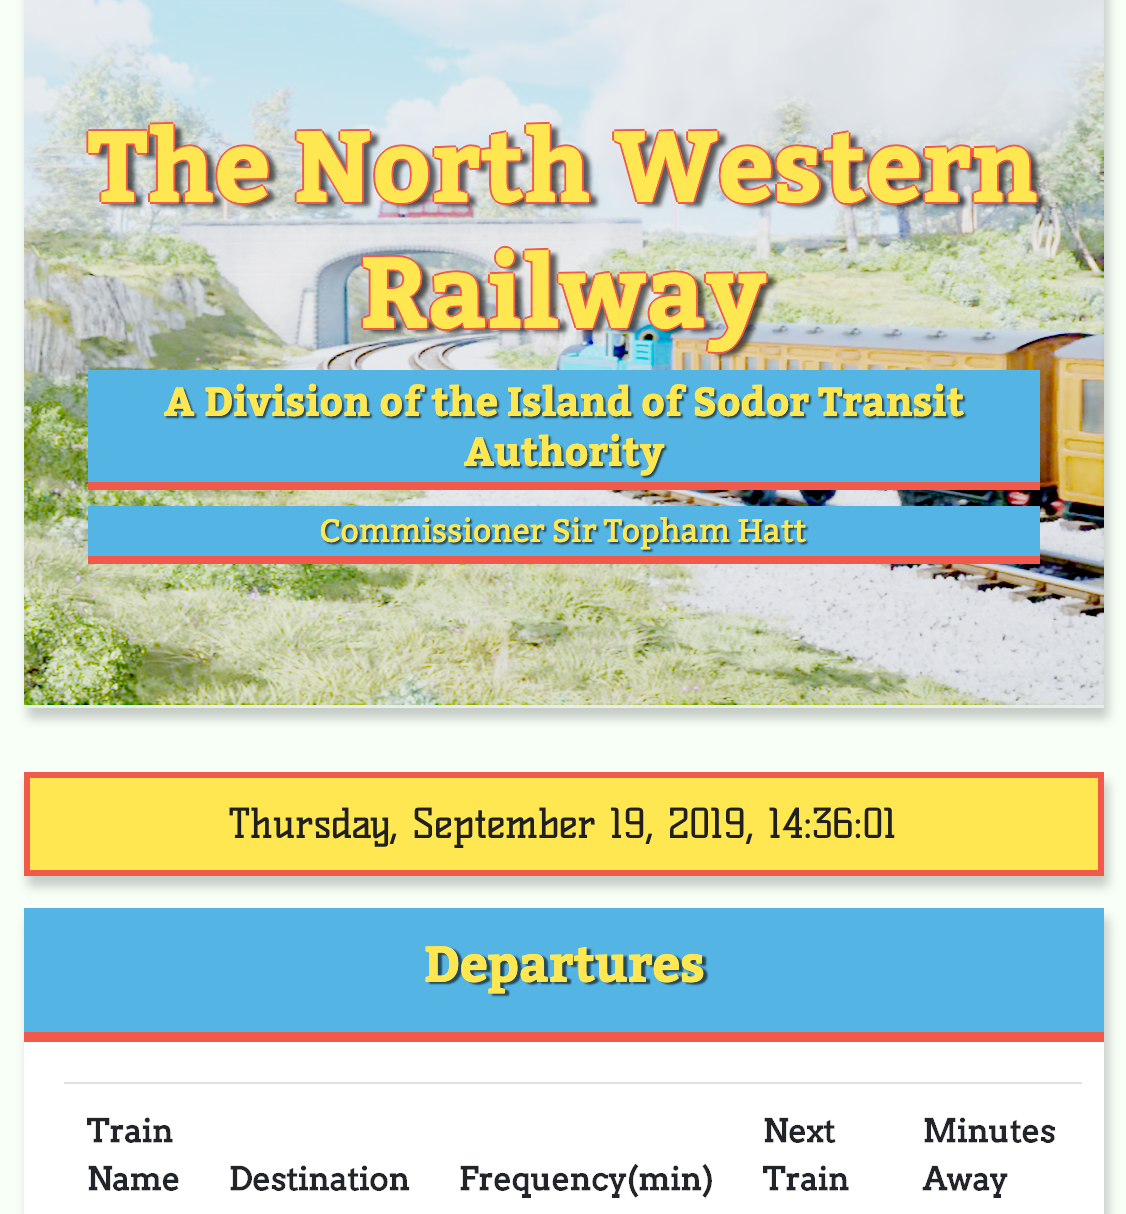 The North Western
Railway
A Division of the Island of Sodor Transit
Authority
Commissioner Sir Topham Hatt
Thursday, September 19, 2019, 14:36:01
Departures
Train Name
Destination
Frequency(min)
Next Train
Minutes Away